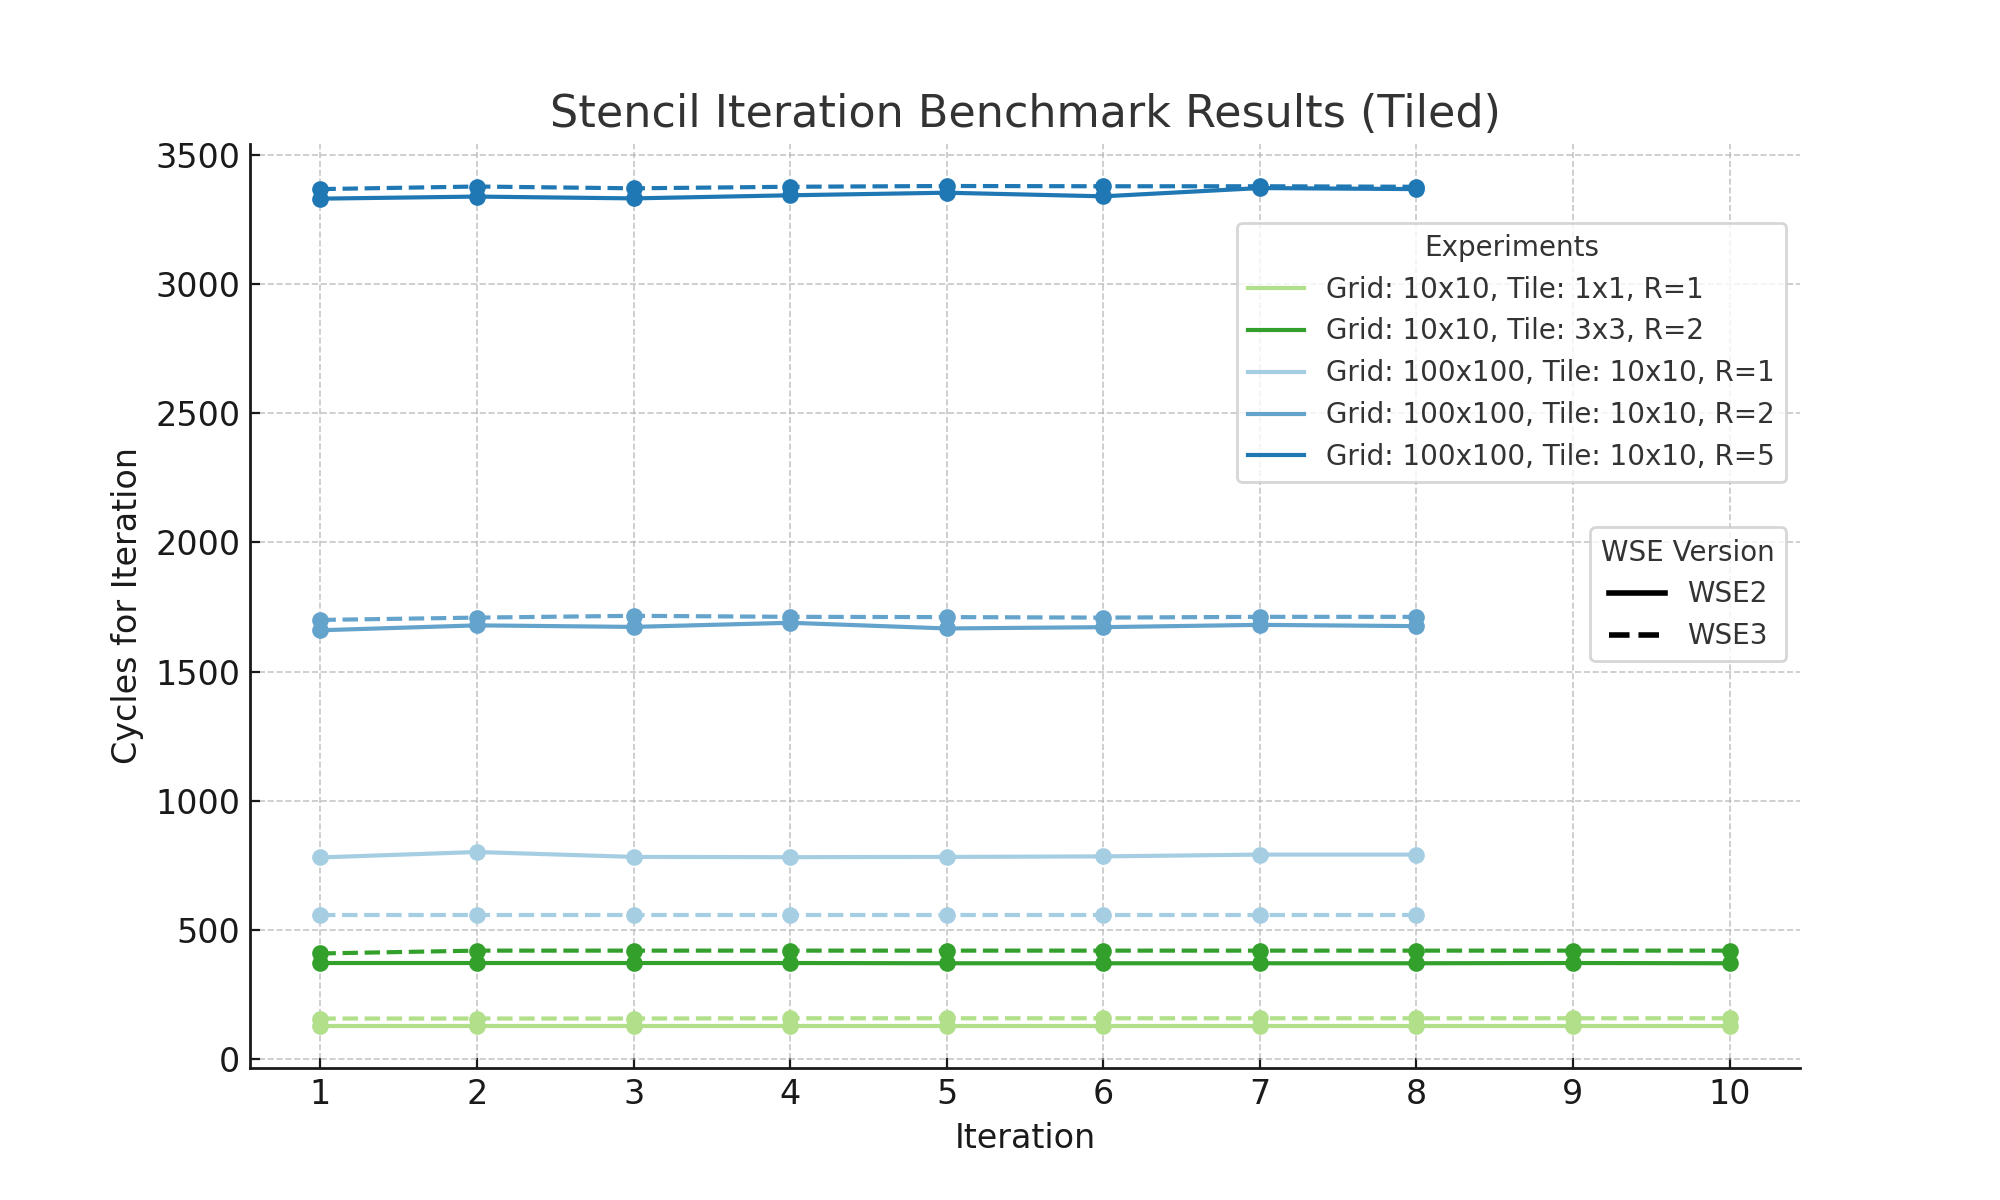 Stencil Iteration Benchmark Results (Tiled)
3500
3000
2500
2000
1500
1000
500
0
Cycles for Iteration
Experiments
Grid: 10x10, Tile: 1x1, R=1
Grid: 10x10, Tile: 3x3, R=2
Grid: 100x100, Tile: 10x10, R=1
Grid: 100x100, Tile: 10x10, R=2
Grid: 100x100, Tile: 10x10, R=5
WSE Version
WSE2
WSE3
1 2 3 4 5 6 7 8 9 10
Iteration